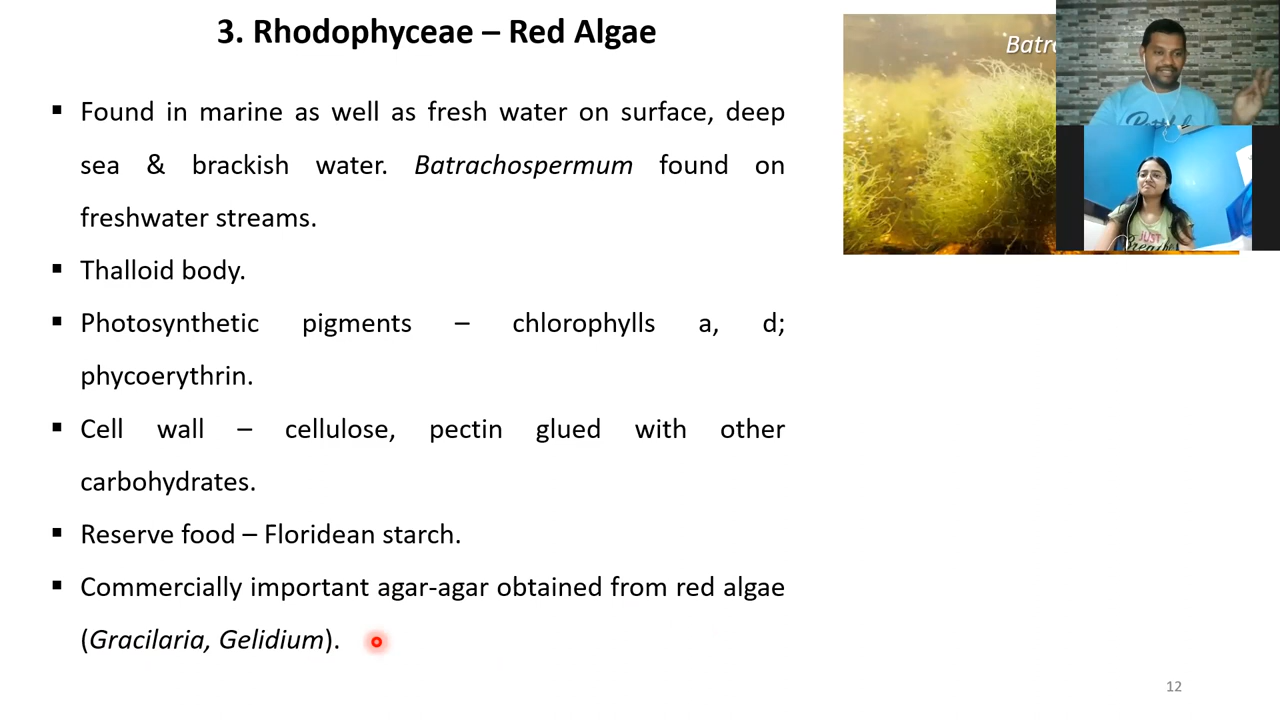 3. Rhodophyceae – Red Algae
▪ Found in marine as well as fresh water on surface, deep
sea & brackish water. Batrachospermum found on
freshwater streams.
▪ Thalloid body.
▪ Photosynthetic pigments – chlorophylls a, d;
phycoerythrin.
▪ Cell wall – cellulose, pectin glued with other
carbohydrates.
▪ Reserve food – Floridean starch.
▪ Commercially important agar-agar obtained from red algae
(Gracilaria, Gelidium).
JUST
Breathe
12